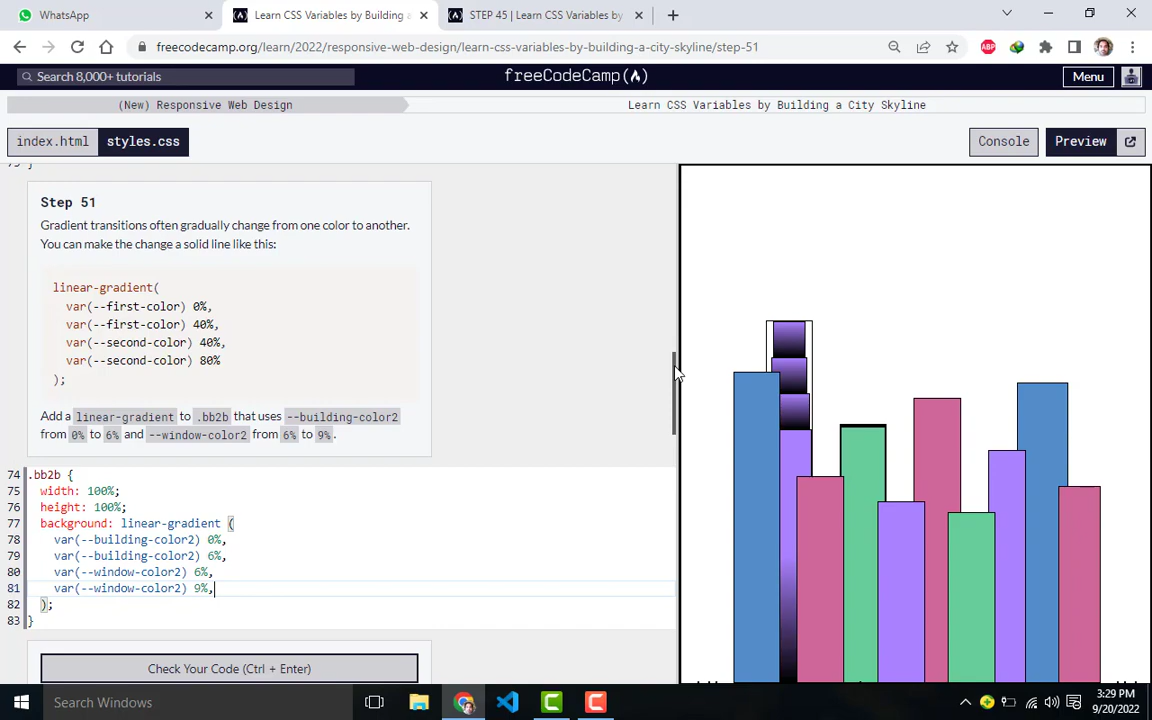 WhatsApp
Learn CSS Variables by Building a
STEP 45 | Learn CSS Variables by
freecodecamp.org/learn/2022/responsive-web-design/learn-css-variables-by-building-a-city-skyline/step-51
ABP
Search 8,000+ tutorials
freeCodeCamp
Menu
(New) Responsive Web Design
Learn CSS Variables by Building a City Skyline
index.html
styles.css
Console
Preview
Step 51
Gradient transitions often gradually change from one color to another.
You can make the change a solid line like this:
linear-gradient(
var(--first-color) 0%,
var(--first-color) 40%,
var(--second-color) 40%,
var(--second-color) 80%
);
Add a linear-gradient to .bb2b that uses --building-color2
from 0% to 6% and --window-color2 from 6% to 9%.
74 .bb2b {
75 width: 100%;
76 height: 100%;
77 background: linear-gradient (
78 var(--building-color2) 0%,
79 var(--building-color2) 6%,
80 var(--window-color2) 6%,
81 var(--window-color2) 9%,
82 );
83 }
Check Your Code (Ctrl + Enter)
Search Windows
3:29 PM
9/20/2022